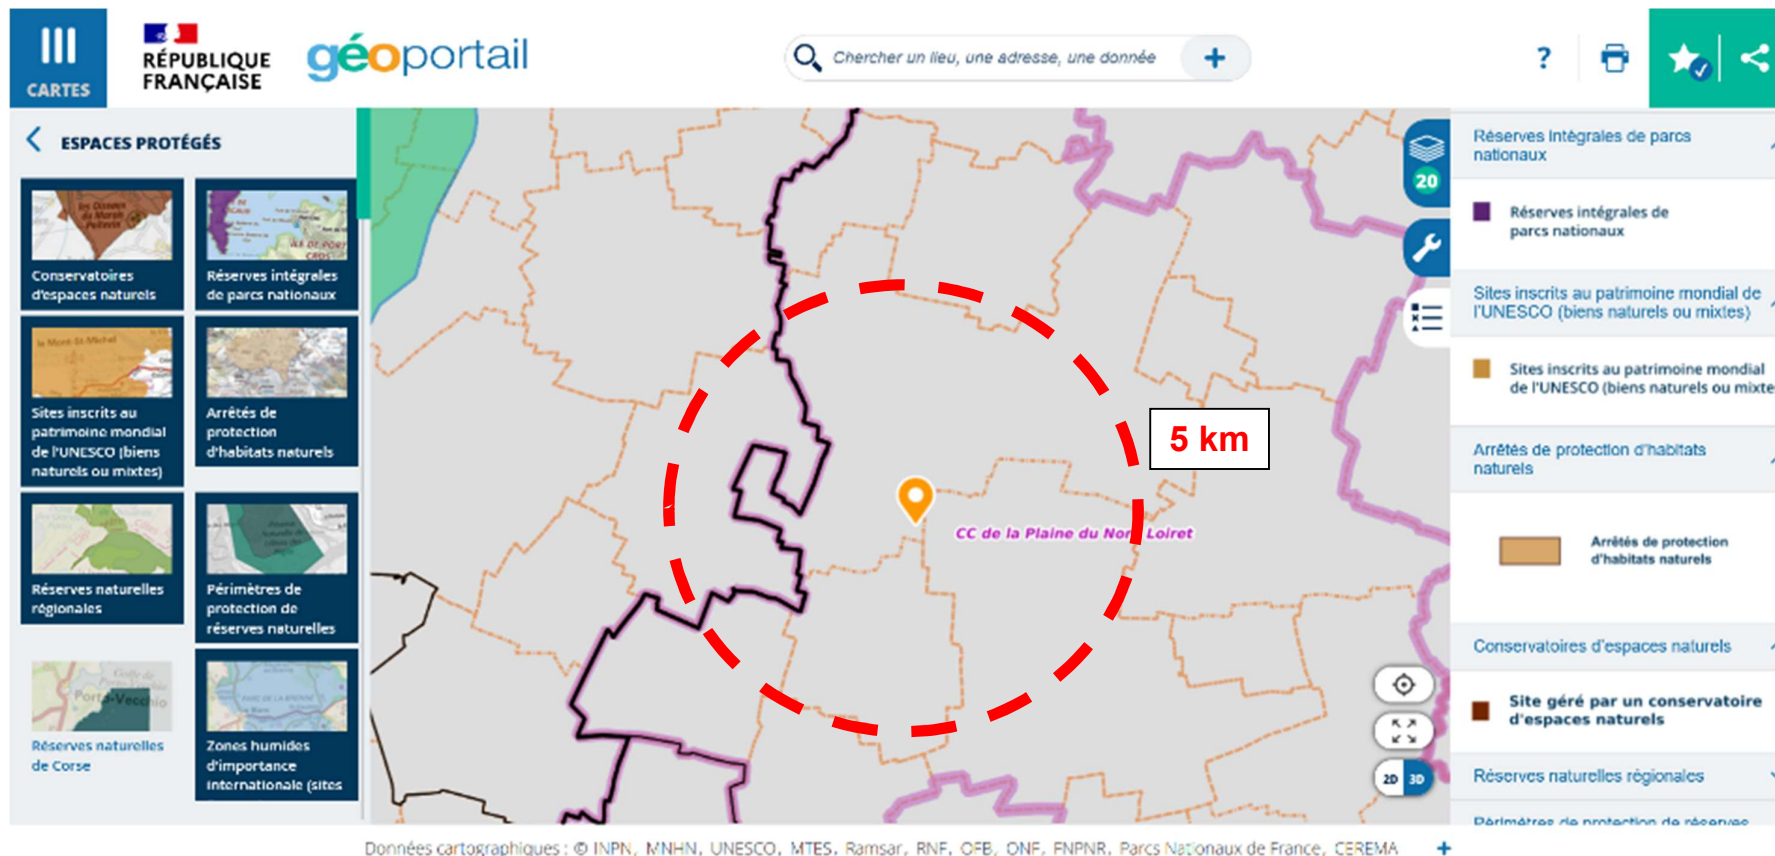 CARTES
RÉPUBLIQUE
FRANÇAISE
géoportail
Chercher un lieu, une adresse, une donnée
+
?
ESPACES PROTÉGÉS
Conservatoires
d'espaces naturels
Réserves intégrales
de parcs nationaux
Sites inscrits au
patrimoine mondial
de l'UNESCO (biens
naturels ou mixtes)
Arrêtés de
protection
d'habitats naturels
Réserves naturelles
régionales
Périmètres de
protection de
réserves naturelles
Porto-Vecchio
Réserves naturelles
de Corse
Zones humides
d'importance
internationale (sites
5 km
CC de la Plaine du Nord Loiret
20
2D 3D
Réserves intégrales de parcs
nationaux
Réserves intégrales de
parcs nationaux
Sites inscrits au patrimoine mondial de
l'UNESCO (biens naturels ou mixtes)
Sites inscrits au patrimoine mondial
de l'UNESCO (biens naturels ou mixte
Arrêtés de protection d'habitats
naturels
Arrêtés de protection
d'habitats naturels
Conservatoires d'espaces naturels
Site géré par un conservatoire
d'espaces naturels
Réserves naturelles régionales
Périmètres de protection de réserves
Données cartographiques : © INPN, MNHN, UNESCO, MTES, Ramsar, RNF, OFB, ONF, FNPNR, Parcs Nationaux de France, CEREMA
+